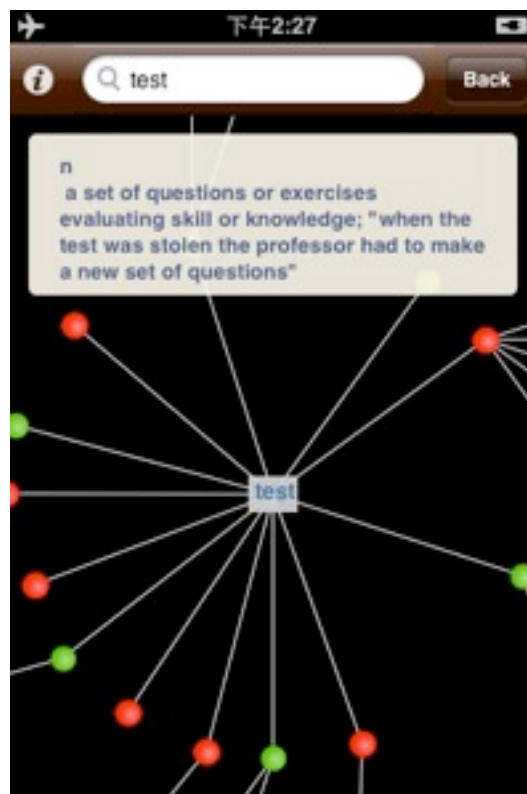 下午2:27
test
Back
n
a set of questions or exercises
evaluating skill or knowledge; "when the
test was stolen the professor had to make
a new set of questions"
test